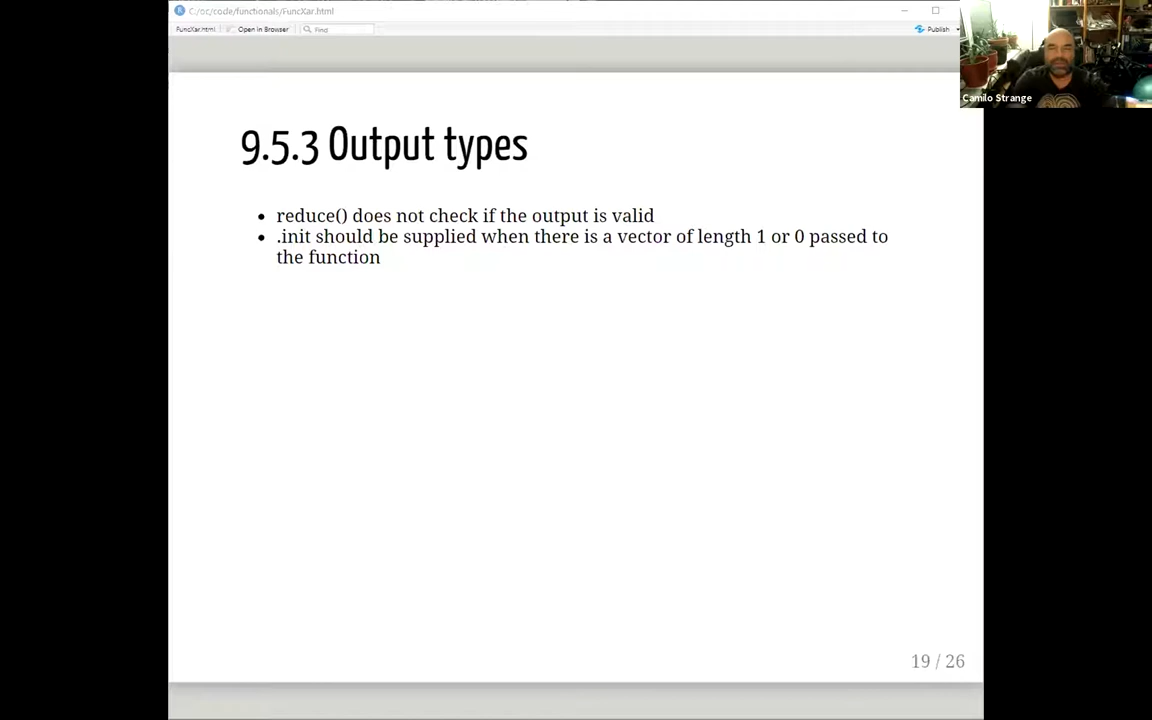 C:/oc/code/functionals/FuncXar.html
FuncXar.html Open in Browser Find Publish
Camilo Strange
9.5.3 Output types
• reduce() does not check if the output is valid
• .init should be supplied when there is a vector of length 1 or 0 passed to
the function
19 / 26